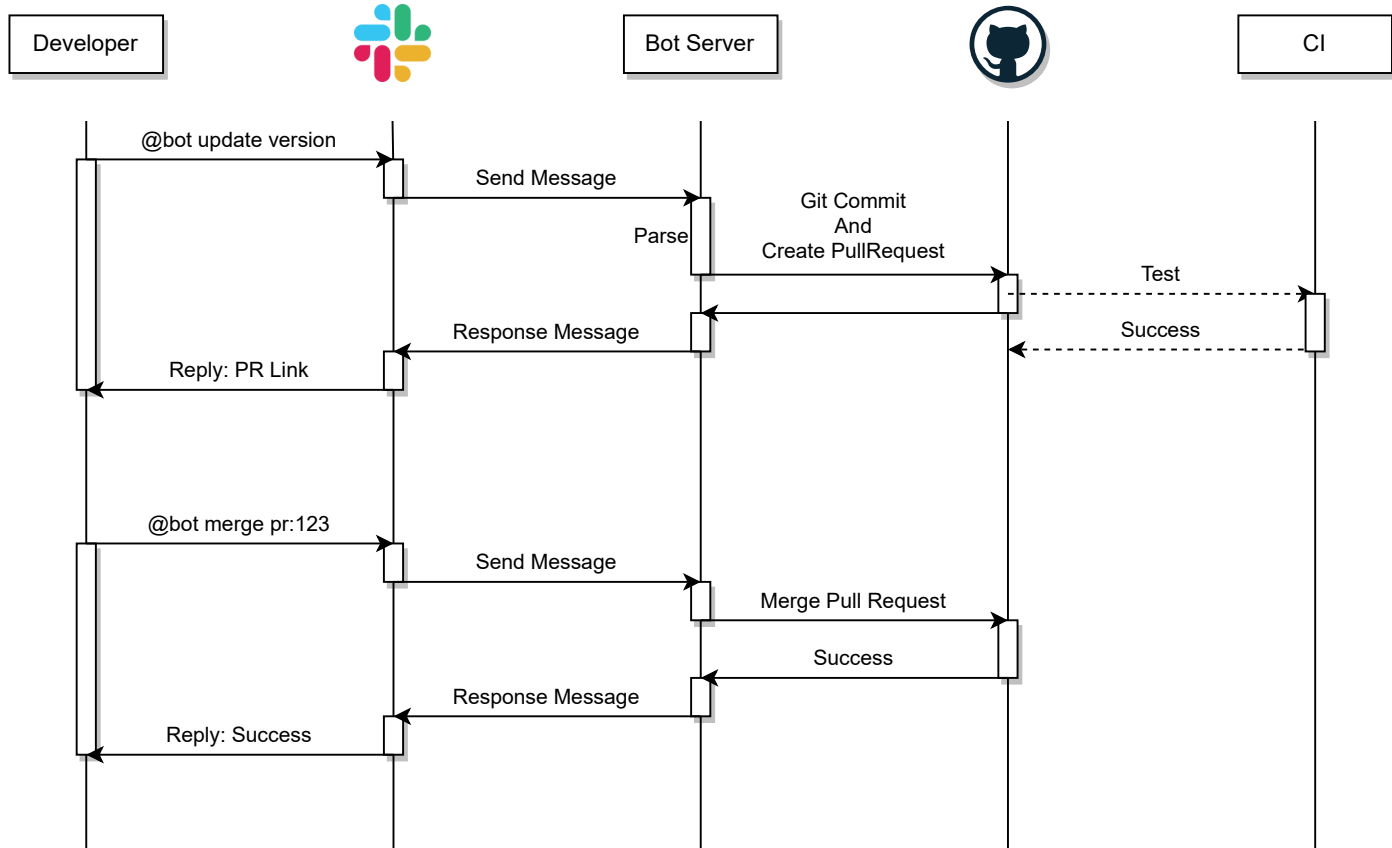 Developer
Bot Server
CI
@bot update version
Send Message
Parse
Git Commit
And
Create PullRequest
Test
Success
Response Message
Reply: PR Link
@bot merge pr:123
Send Message
Merge Pull Request
Success
Response Message
Reply: Success